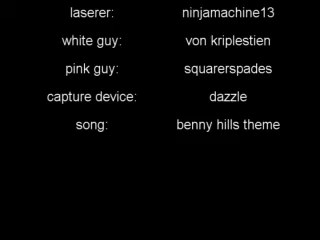 laserer: ninjamachine13
white guy: von kriplestien
pink guy: squarerspades
capture device: dazzle
song: benny hills theme